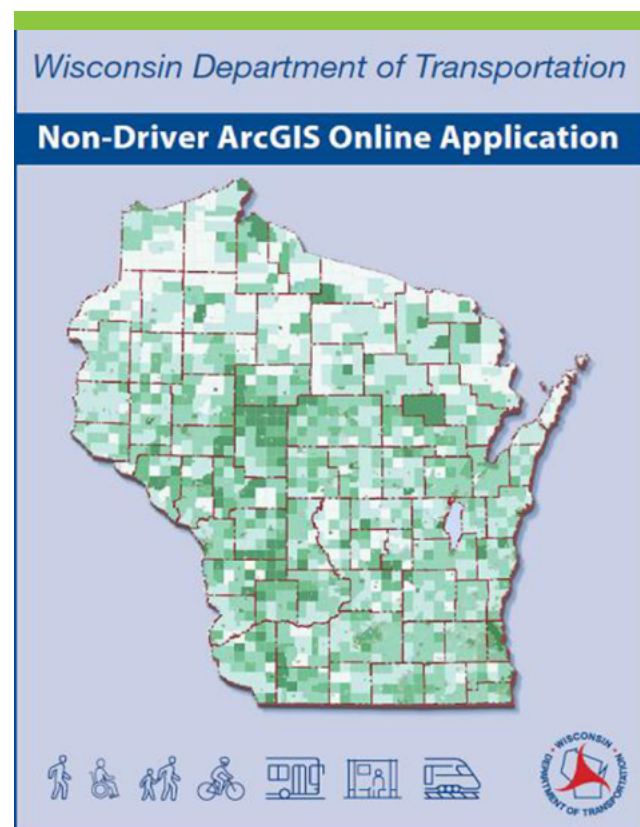 Wisconsin Department of Transportation
Non-Driver ArcGIS Online Application
WISCONSIN
DEPARTMENT OF TRANSPORTATION